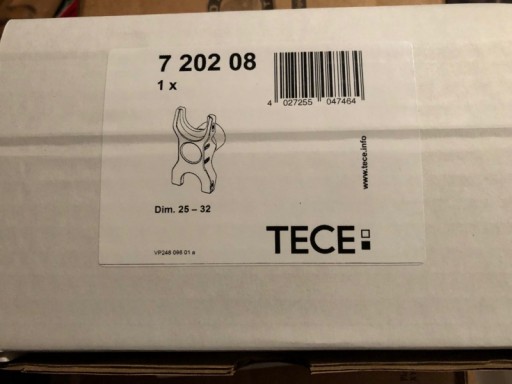 7 202 08
1 x
4 027255 047464
www.tece.info
Dim. 25 – 32
TECE